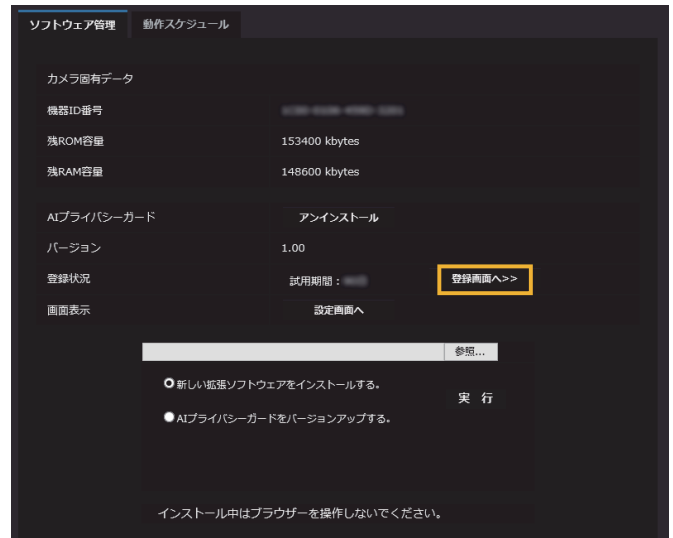 ソフトウェア管理 動作スケジュール
カメラ固有データ
機器ID番号
残ROM容量 153400 kbytes
残RAM容量 148600 kbytes
AIプライバシーガード アンインストール
バージョン 1.00
登録状況 試用期間： 登録画面へ>>
画面表示 設定画面へ
参照...
新しい拡張ソフトウェアをインストールする。
実 行
AIプライバシーガードをバージョンアップする。
インストール中はブラウザーを操作しないでください。